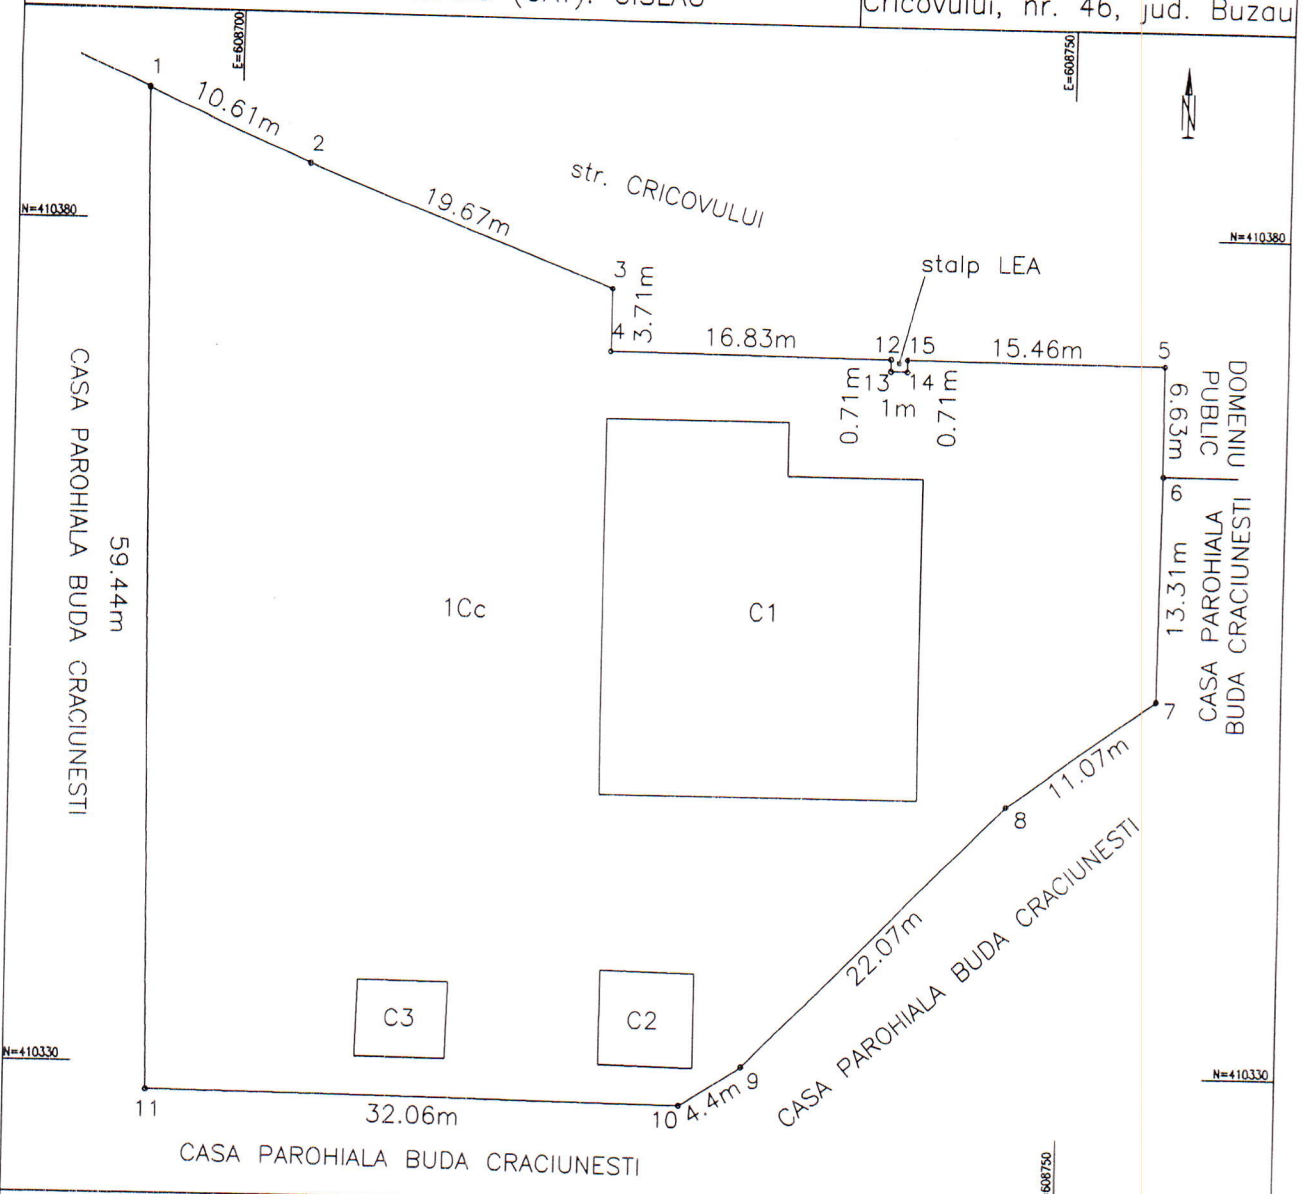 Cricovului, nr. 46, jud. Buzau
E=608700
E=608750
1
10.61m
2
N
str. CRICOVULUI
19.67m
N=410380
N=410380
3
stalp LEA
3.71m
4
16.83m
12 15
15.46m
5
13 14
0.71m
1m
0.71m
6.63m
DOMENIU
PUBLIC
6
CASA PAROHIALA BUDA CRACIUNESTI
59.44m
1Cc
C1
13.31m
CASA PAROHIALA
BUDA CRACIUNESTI
7
11.07m
8
22.07m
CASA PAROHIALA BUDA CRACIUNESTI
C3
C2
N=410330
N=410330
9
4.4m
10
11
32.06m
CASA PAROHIALA BUDA CRACIUNESTI
608750